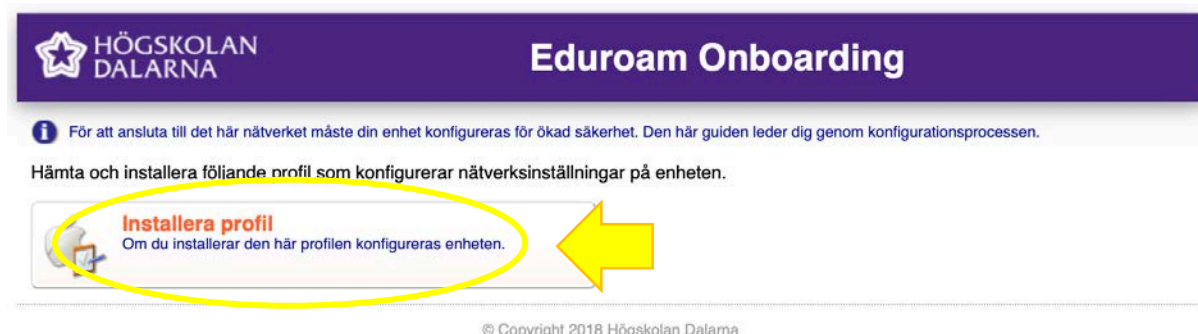 HÖGSKOLAN
DALARNA
Eduroam Onboarding
För att ansluta till det här nätverket måste din enhet konfigureras för ökad säkerhet. Den här guiden leder dig genom konfigurationsprocessen.
Hämta och installera följande profil som konfigurerar nätverksinställningar på enheten.
Installera profil
Om du installerar den här profilen konfigureras enheten.
© Copyright 2018 Högskolan Dalarna